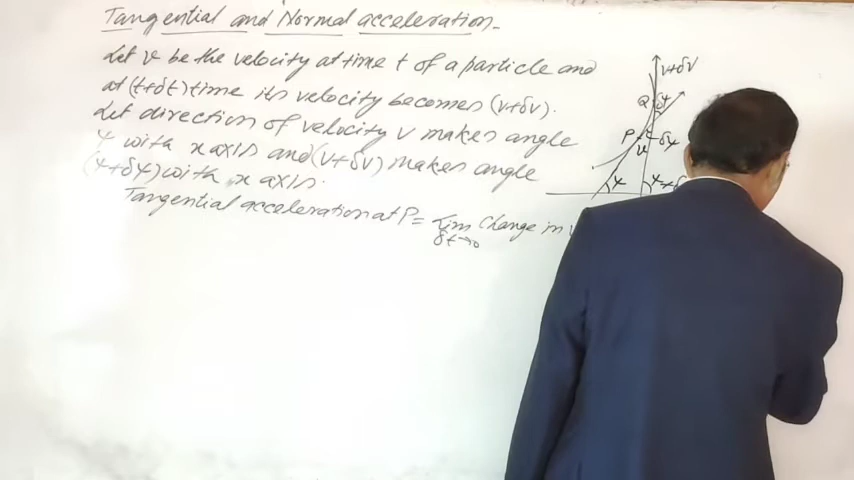 Tangential and Normal acceleration-
Let v be the velocity at time t of a particle and
at (t+δt) time its velocity becomes (v+δv).
Let direction of velocity v makes angle
ψ with x axis and (v+δv) makes angle
(ψ+δψ) with x axis.
Tangential acceleration at P = Lim Change in
δt→0
v+δv
Q δψ
P
v δψ
ψ ψ+